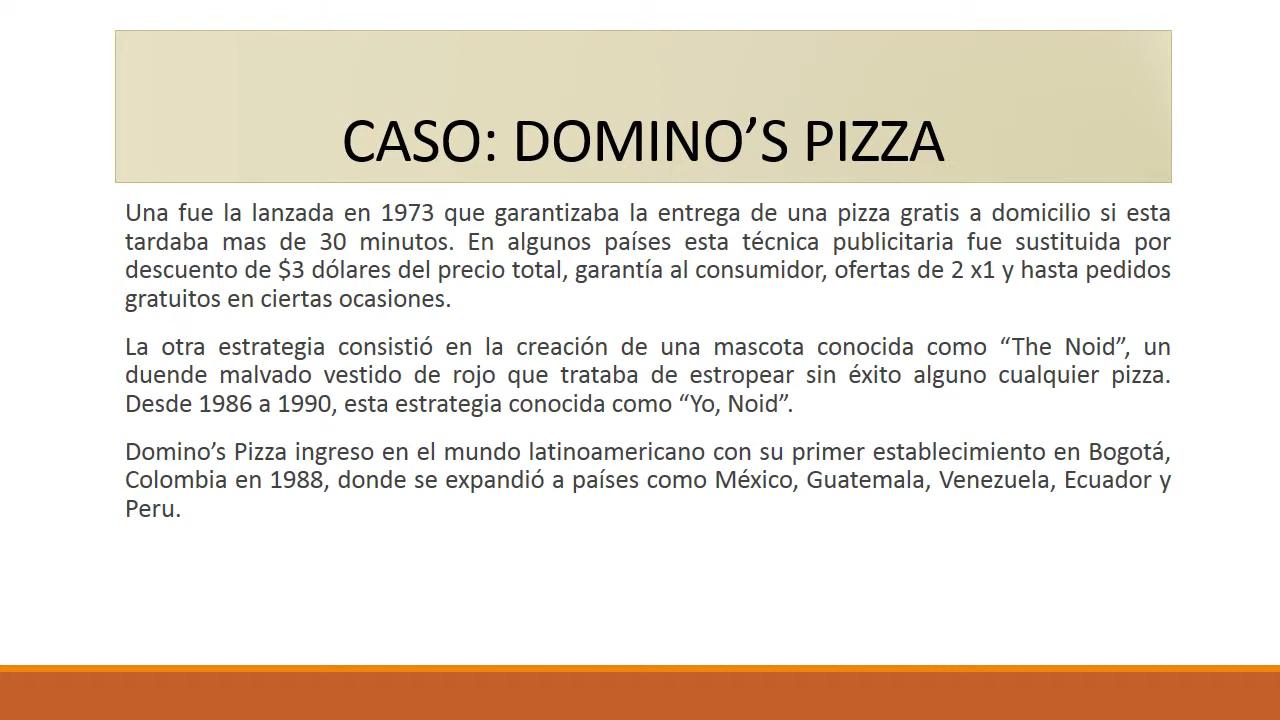 CASO: DOMINO’S PIZZA
Una fue la lanzada en 1973 que garantizaba la entrega de una pizza gratis a domicilio si esta
tardaba mas de 30 minutos. En algunos países esta técnica publicitaria fue sustituida por
descuento de $3 dólares del precio total, garantía al consumidor, ofertas de 2 x1 y hasta pedidos
gratuitos en ciertas ocasiones.
La otra estrategia consistió en la creación de una mascota conocida como “The Noid”, un
duende malvado vestido de rojo que trataba de estropear sin éxito alguno cualquier pizza.
Desde 1986 a 1990, esta estrategia conocida como “Yo, Noid”.
Domino’s Pizza ingreso en el mundo latinoamericano con su primer establecimiento en Bogotá,
Colombia en 1988, donde se expandió a países como México, Guatemala, Venezuela, Ecuador y
Peru.